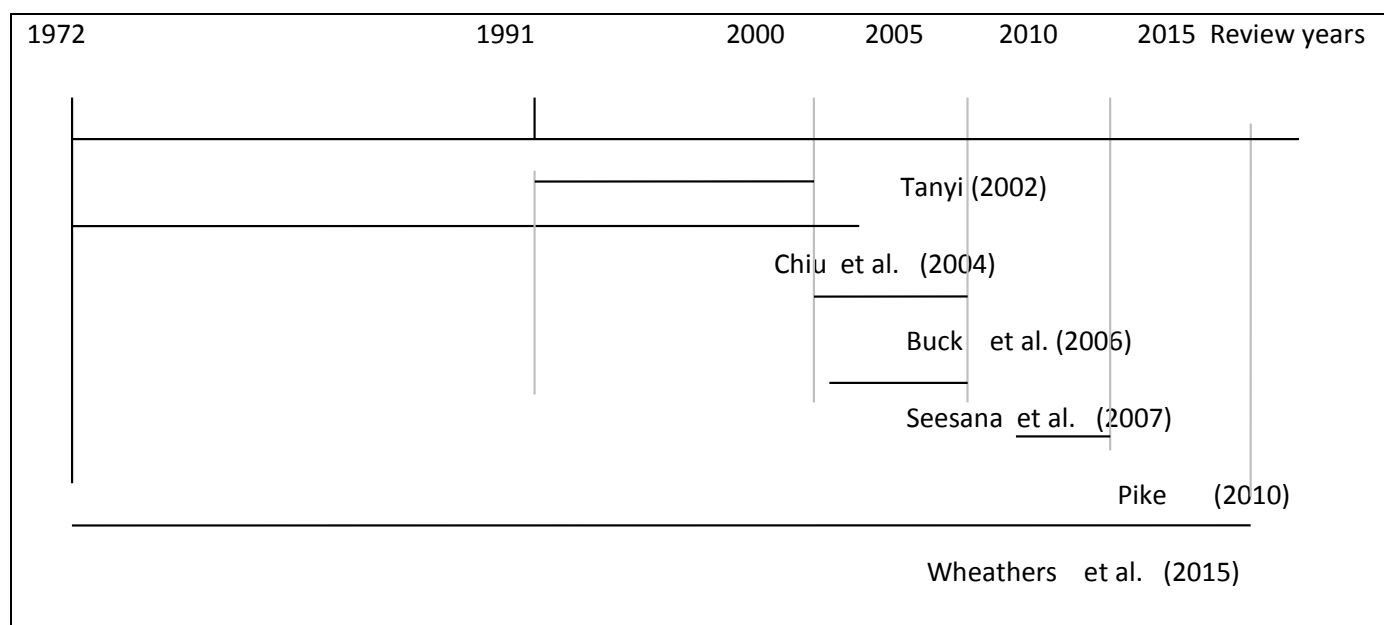 1972 1991 2000 2005 2010 2015 Review years
Tanyi (2002)
Chiu et al. (2004)
Buck et al. (2006)
Seesana et al. (2007)
Pike (2010)
Wheathers et al. (2015)